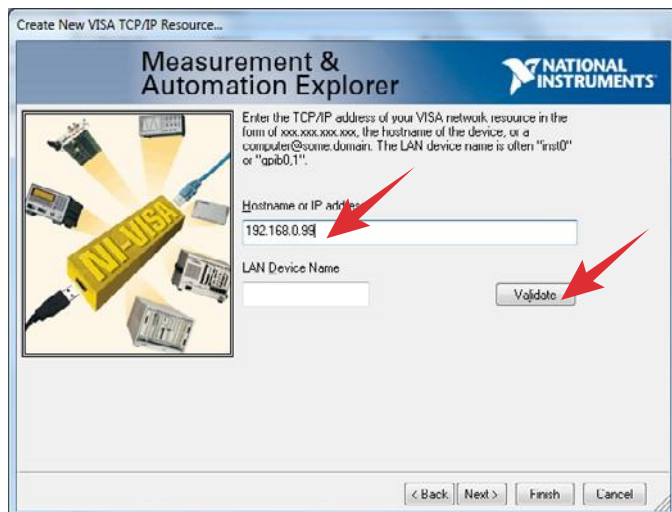 Create New VISA TCP/IP Resource...
Measurement &
Automation Explorer
NATIONAL
INSTRUMENTS
Enter the TCP/IP address of your VISA network resource in the
form of xxx.xxx.xxx.xxx, the hostname of the device, or a
computer@some.domain. The LAN device name is often "inst0"
or "gpib0,1".
Hostname or IP address
192.168.0.99
LAN Device Name
Validate
NI-VISA
< Back
Next >
Finish
Cancel